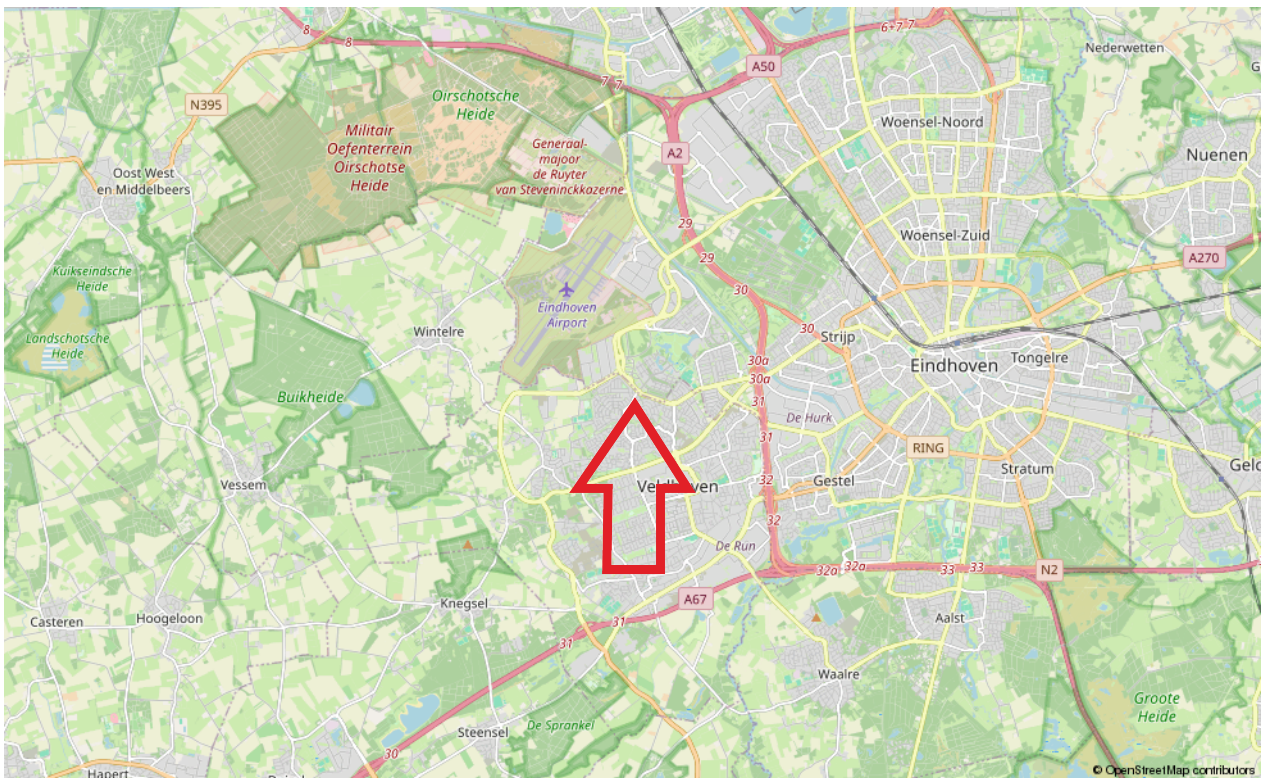 8
8
6+7 7
Nederwetten
A50
7 7
Oirschotsche
Heide
N395
Woensel-Noord
Militair
Oefenterrein
Oirschotse
Heide
Generaal-
majoor
de Ruyter
van Steveninckkazerne
A2
Nuenen
Oost West
en Middelbeers
29
Woensel-Zuid
29
A270
Kuikseindsche
Heide
30
Eindhoven
Airport
Wintelre
30
Strijp
Landschotsche
Heide
30a
Eindhoven
Tongelre
30a
Buikheide
31
De Hurk
31
RING
Stratum
Vessem
32
Gestel
Veldhoven
32
De Run
32a
32a
33
33
N2
A67
Knegsel
Casteren
Hoogeloon
31
31
Aalst
Waalre
Groote
Heide
De Sprankel
Steensel
30
Hapert
© OpenStreetMap contributors